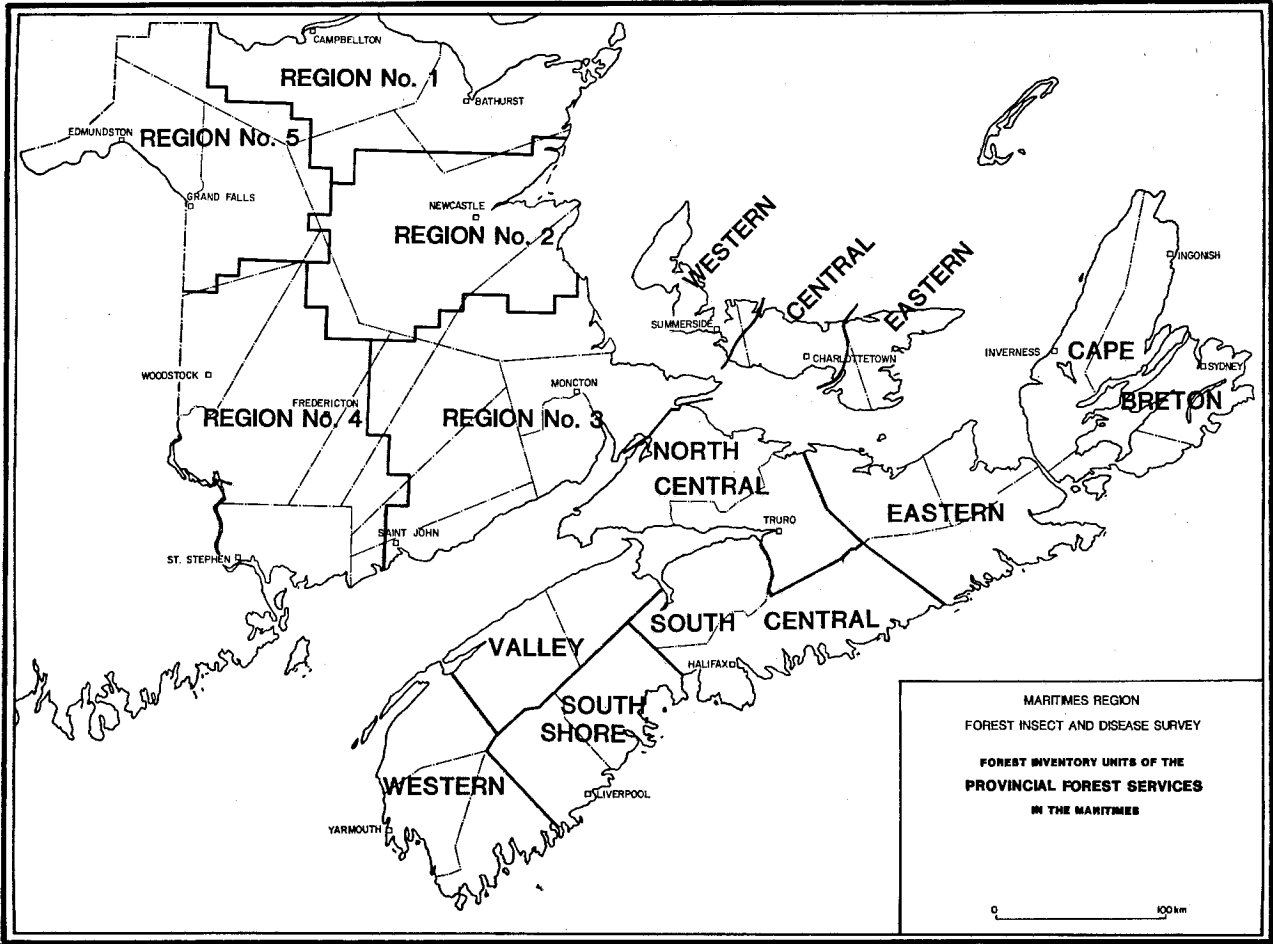 CAMPBELLTON
REGION No. 1
BATHURST
EDMUNDSTON
REGION No. 5
GRAND FALLS
NEWCASTLE
REGION No. 2
WESTERN
CENTRAL
EASTERN
INGONISH
SUMMERSIDE
CHARLOTTETOWN
INVERNESS
CAPE
BRETON
SYDNEY
WOODSTOCK
FREDERICTON
REGION No. 4
MONCTON
REGION No. 3
NORTH
CENTRAL
EASTERN
TRURO
SAINT JOHN
ST. STEPHEN
SOUTH CENTRAL
VALLEY
HALIFAX
SOUTH
SHORE
WESTERN
LIVERPOOL
YARMOUTH
MARITIMES REGION
FOREST INSECT AND DISEASE SURVEY
FOREST INVENTORY UNITS OF THE
PROVINCIAL FOREST SERVICES
IN THE MARITIMES
0 100 km